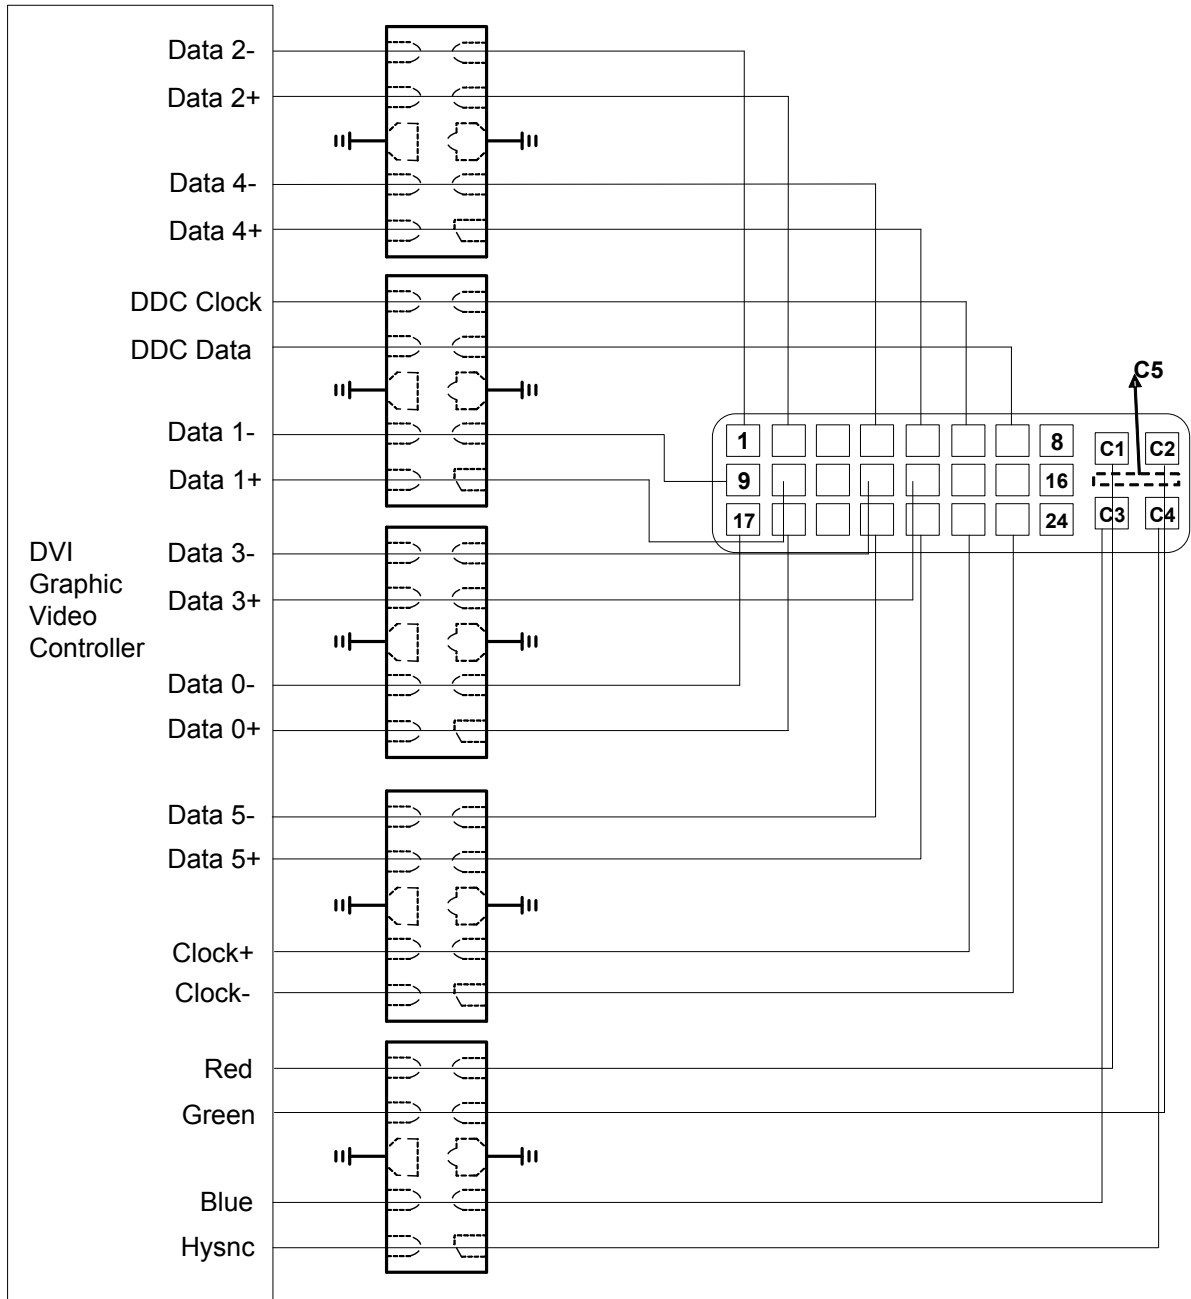 Data 2-
Data 2+
Data 4-
Data 4+
DDC Clock
DDC Data
Data 1-
Data 1+
DVI
Graphic
Video
Controller
Data 3-
Data 3+
Data 0-
Data 0+
Data 5-
Data 5+
Clock+
Clock-
Red
Green
Blue
Hysnc
C5
1 8 C1 C2
9 16
17 24 C3 C4